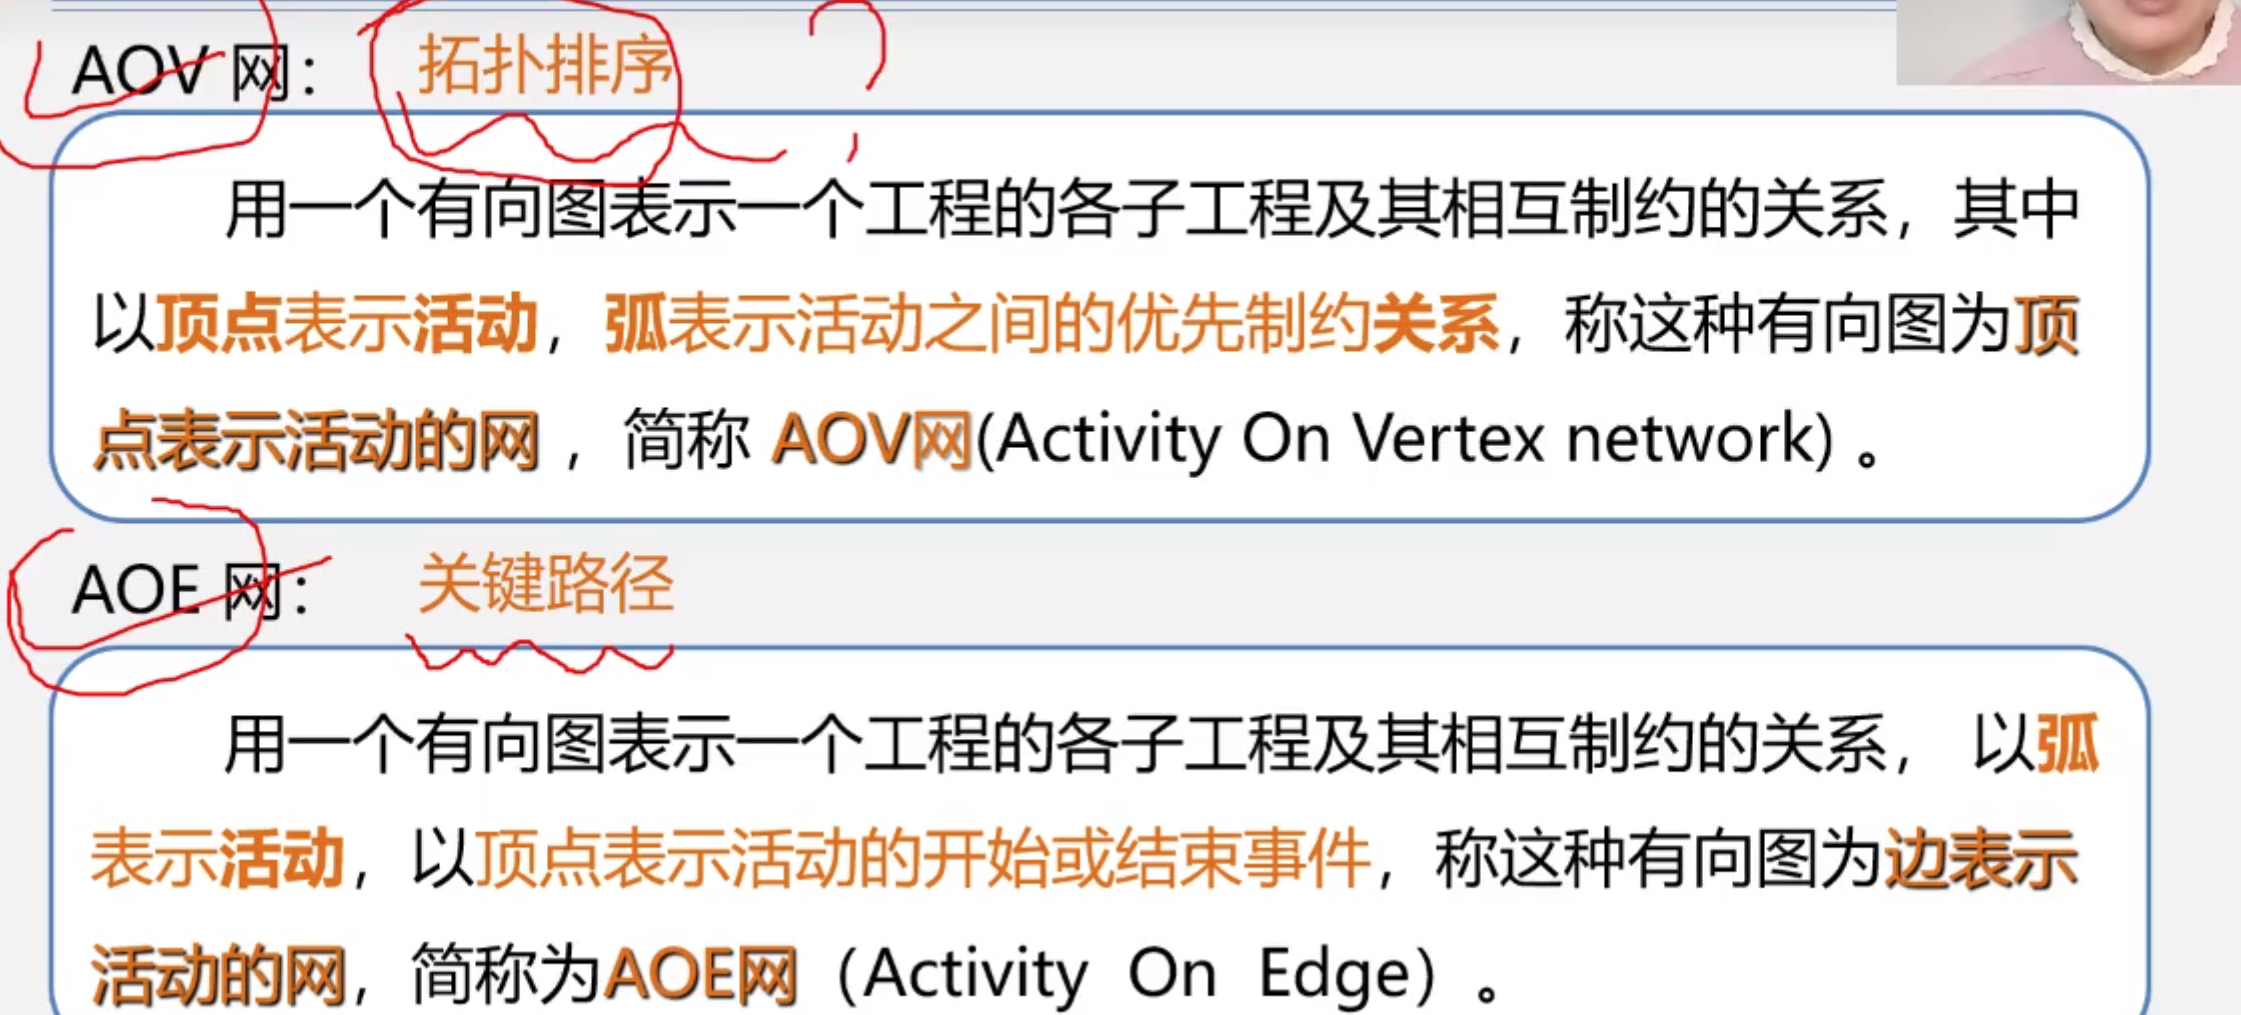 AOV 网： 拓扑排序
用一个有向图表示一个工程的各子工程及其相互制约的关系，其中
以顶点表示活动，弧表示活动之间的优先制约关系，称这种有向图为顶
点表示活动的网 ，简称 AOV网(Activity On Vertex network) 。
AOE 网： 关键路径
用一个有向图表示一个工程的各子工程及其相互制约的关系， 以弧
表示活动，以顶点表示活动的开始或结束事件，称这种有向图为边表示
活动的网，简称为AOE网（Activity On Edge）。